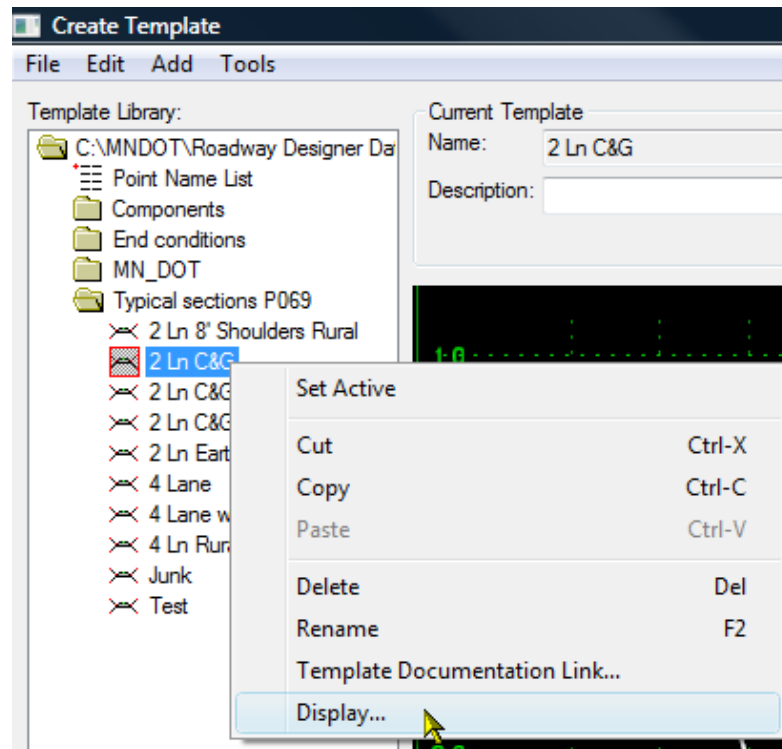 Create Template
File Edit Add Tools
Template Library:
C:\MNDOT\Roadway Designer Da
Point Name List
Components
End conditions
MN_DOT
Typical sections P069
2 Ln 8' Shoulders Rural
2 Ln C&G
2 Ln C&G
2 Ln C&G
2 Ln Eart
4 Lane
4 Lane w
4 Ln Rura
Junk
Test
Current Template
Name: 2 Ln C&G
Description:
Set Active
Cut Ctrl-X
Copy Ctrl-C
Paste Ctrl-V
Delete Del
Rename F2
Template Documentation Link...
Display...